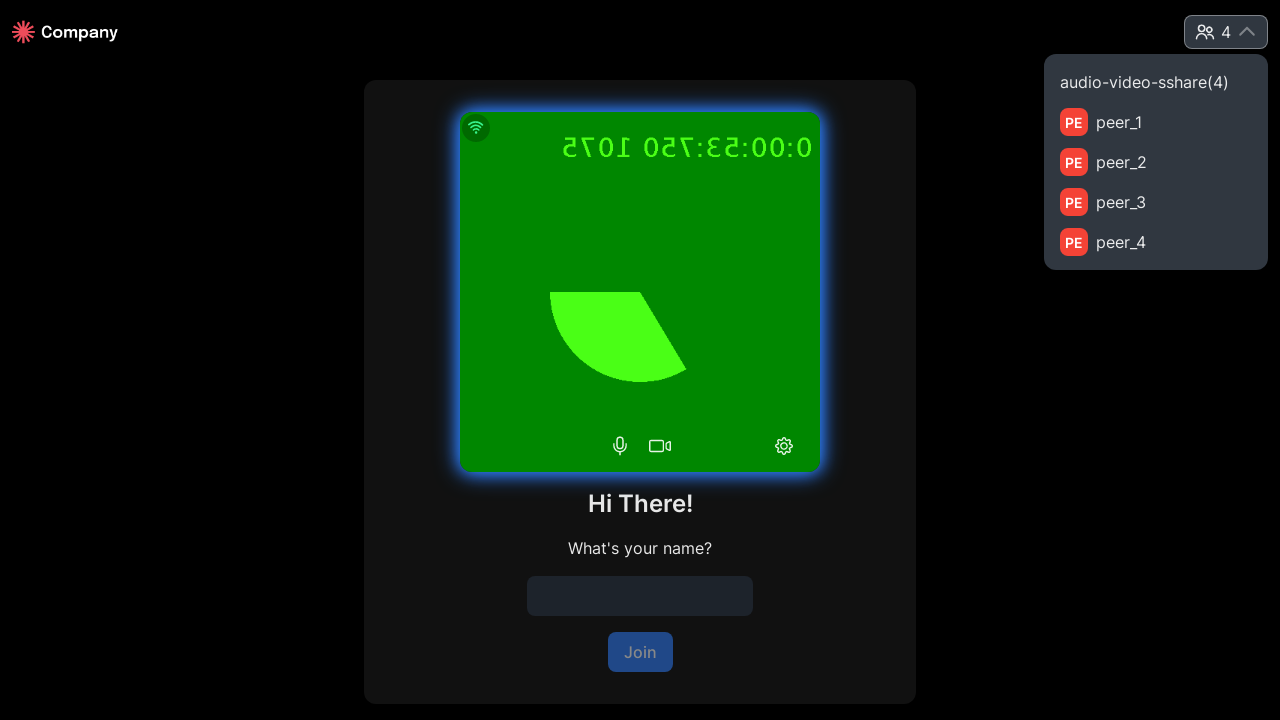 Company
4
audio-video-sshare(4)
PE peer_1
PE peer_2
PE peer_3
PE peer_4
0:00:53:750 1075
Hi There!
What's your name?
Join